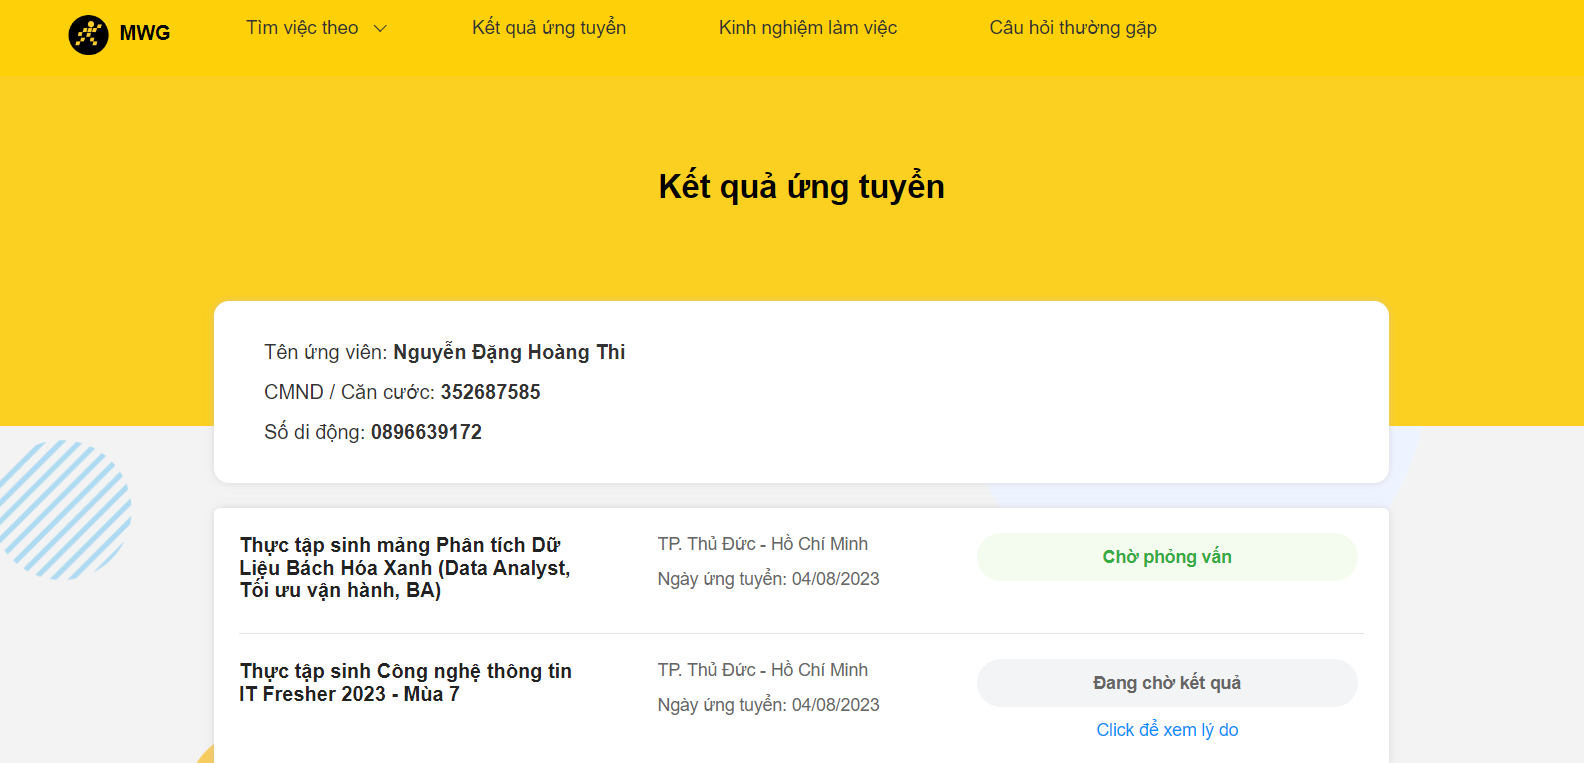 MWG
Tìm việc theo
Kết quả ứng tuyển
Kinh nghiệm làm việc
Câu hỏi thường gặp
Kết quả ứng tuyển
Tên ứng viên: Nguyễn Đặng Hoàng Thi
CMND / Căn cước: 352687585
Số di động: 0896639172
Thực tập sinh mảng Phân tích Dữ
Liệu Bách Hóa Xanh (Data Analyst,
Tối ưu vận hành, BA)
TP. Thủ Đức - Hồ Chí Minh
Ngày ứng tuyển: 04/08/2023
Chờ phỏng vấn
Thực tập sinh Công nghệ thông tin
IT Fresher 2023 - Mùa 7
TP. Thủ Đức - Hồ Chí Minh
Ngày ứng tuyển: 04/08/2023
Đang chờ kết quả
Click để xem lý do